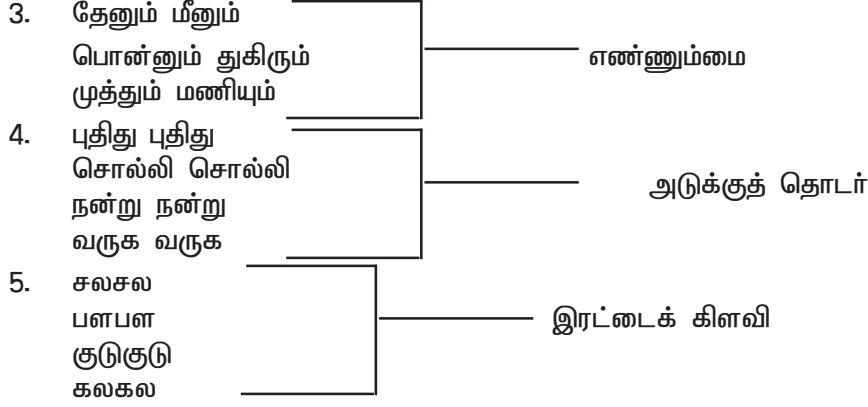 3. தேனும் மீனும்
பொன்னும் துகிரும் எண்ணும்மை
முத்தும் மணியும்
4. புதிது புதிது
சொல்லி சொல்லி அடுக்குத் தொடர்
நன்று நன்று
வருக வருக
5. சலசல
பளபள இரட்டைக் கிளவி
குடுகுடு
கலகல